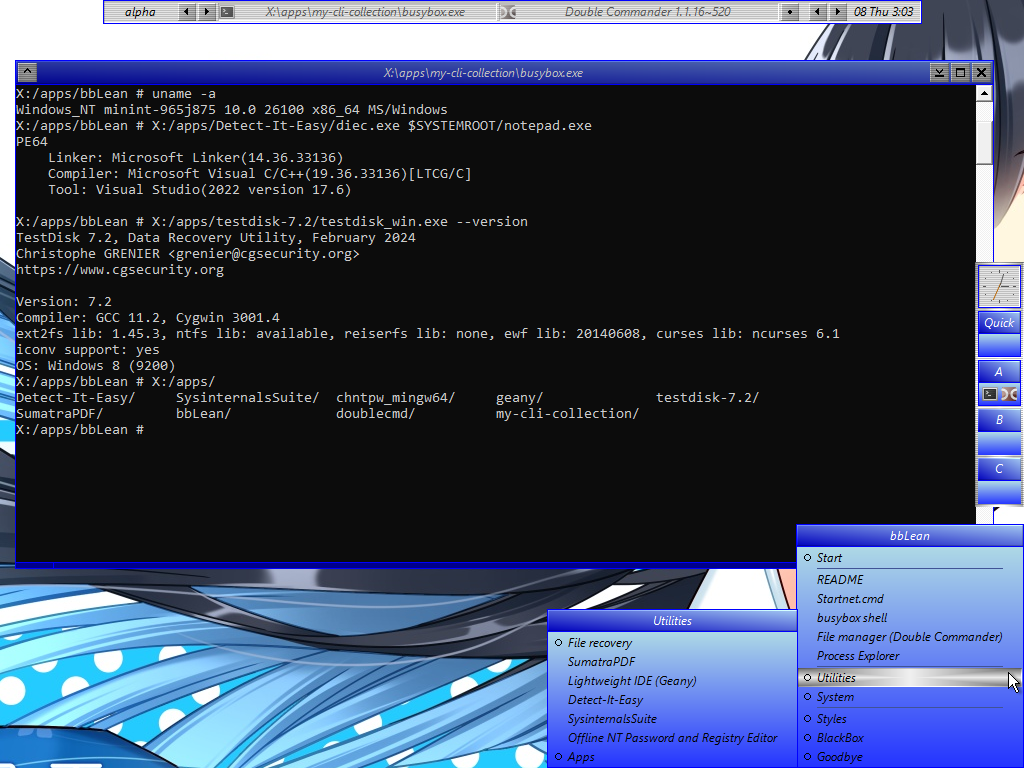 alpha
X:\apps\my-cli-collection\busybox.exe
Double Commander 1.1.16~520
08 Thu 3:03
X:\apps\my-cli-collection\busybox.exe
X:/apps/bbLean # uname -a
Windows_NT minint-965j875 10.0 26100 x86_64 MS/Windows
X:/apps/bbLean # X:/apps/Detect-It-Easy/diec.exe $SYSTEMROOT/notepad.exe
PE64
    Linker: Microsoft Linker(14.36.33136)
    Compiler: Microsoft Visual C/C++(19.36.33136)[LTCG/C]
    Tool: Visual Studio(2022 version 17.6)
X:/apps/bbLean # X:/apps/testdisk-7.2/testdisk_win.exe --version
TestDisk 7.2, Data Recovery Utility, February 2024
Christophe GRENIER <grenier@cgsecurity.org>
https://www.cgsecurity.org
Version: 7.2
Compiler: GCC 11.2, Cygwin 3001.4
ext2fs lib: 1.45.3, ntfs lib: available, reiserfs lib: none, ewf lib: 20140608, curses lib: ncurses 6.1
iconv support: yes
OS: Windows 8 (9200)
X:/apps/bbLean # X:/apps/
Detect-It-Easy/     SysinternalsSuite/  chntpw_mingw64/     geany/              testdisk-7.2/
SumatraPDF/         bbLean/             doublecmd/          my-cli-collection/
X:/apps/bbLean #
Quick
A
B
C
bbLean
Start
README
Startnet.cmd
busybox shell
File manager (Double Commander)
Process Explorer
Utilities
System
Styles
BlackBox
Goodbye
Utilities
File recovery
SumatraPDF
Lightweight IDE (Geany)
Detect-It-Easy
SysinternalsSuite
Offline NT Password and Registry Editor
Apps